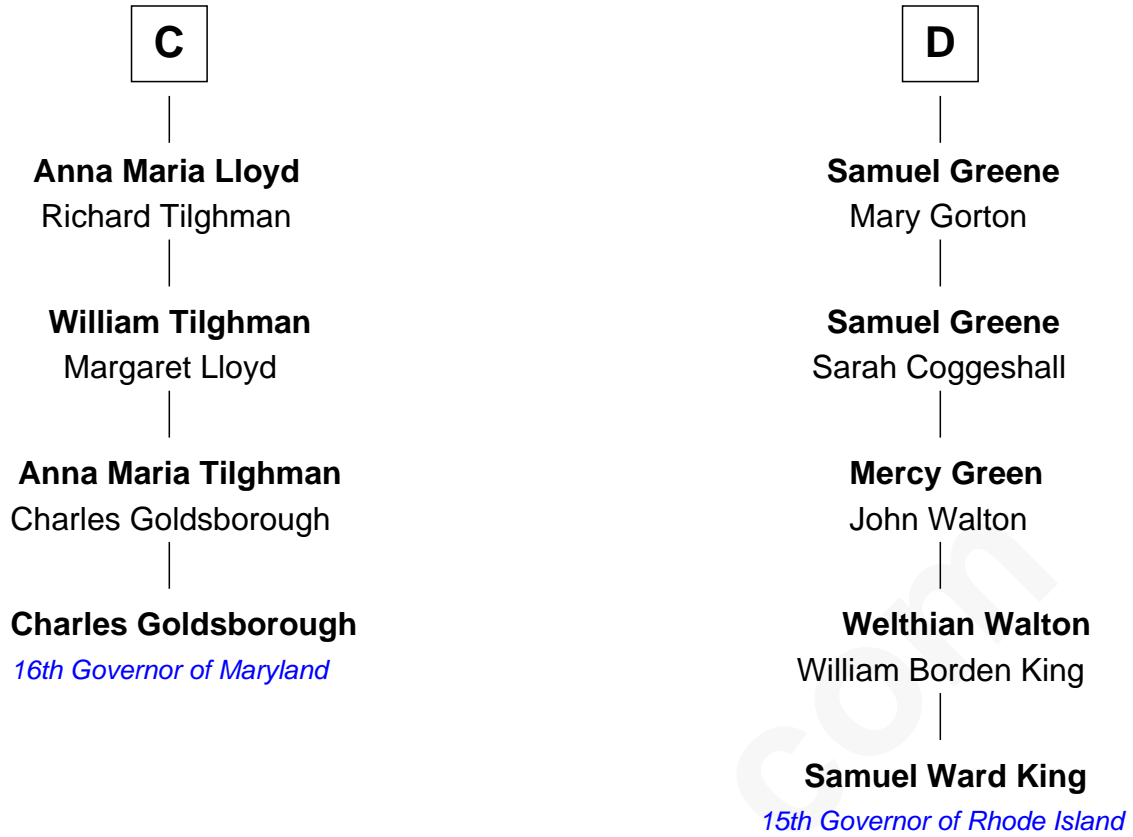 C
Anna Maria Lloyd
Richard Tilghman
William Tilghman
Margaret Lloyd
Anna Maria Tilghman
Charles Goldsborough
Charles Goldsborough
16th Governor of Maryland
D
Samuel Greene
Mary Gorton
Samuel Greene
Sarah Coggeshall
Mercy Green
John Walton
Welthian Walton
William Borden King
Samuel Ward King
15th Governor of Rhode Island
com